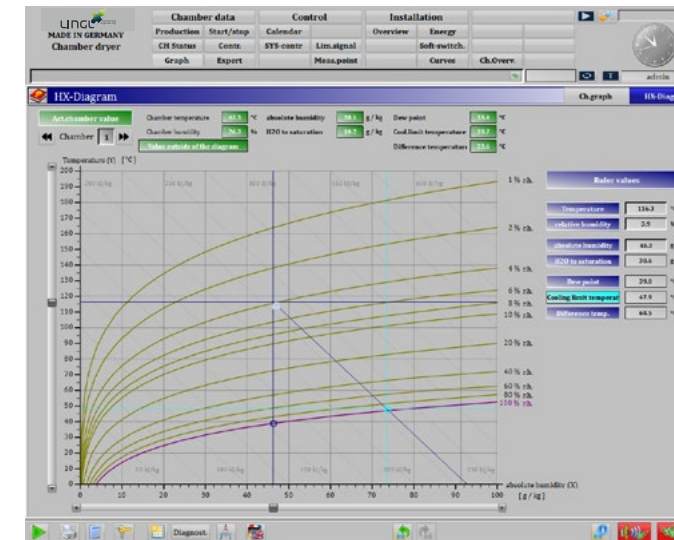 MADE IN GERMANY
Chamber dryer
Chamber data Control Installation
Production Start/stop Calendar Overview Energy
CH Status Contr. SYS-contr Lim.signal Soft-switch.
Graph Expert Meas.point Curves Ch.Overv.
admin
HX-Diagram Ch.graph HX-Diag
Act.chamber value Chamber temperature °C absolute humidity g / kg Dew point °C
Chamber humidity % H2O to saturation g / kg Cool.limit temperature °C
Chamber 1 Value outside of the diagram Difference temperature °C
Temperature (Y) [°C]
200
190
180
170
160
150
140
130
120
110
100
90
80
70
60
50
40
30
20
10
0
1 % r.h.
2 % r.h.
4 % r.h.
6 % r.h.
8 % r.h.
10 % r.h.
20 % r.h.
40 % r.h.
60 % r.h.
80 % r.h.
100 % r.h.
0 10 20 30 40 50 60 70 80 90 100
absolute humidity (X)
[g / kg]
Ruler values
Temperature
relative humidity 3.9
absolute humidity
H2O to saturation
Dew point 39.0
Cooling limit temperat 47.9
Difference temp. 68.5
Diagnost.